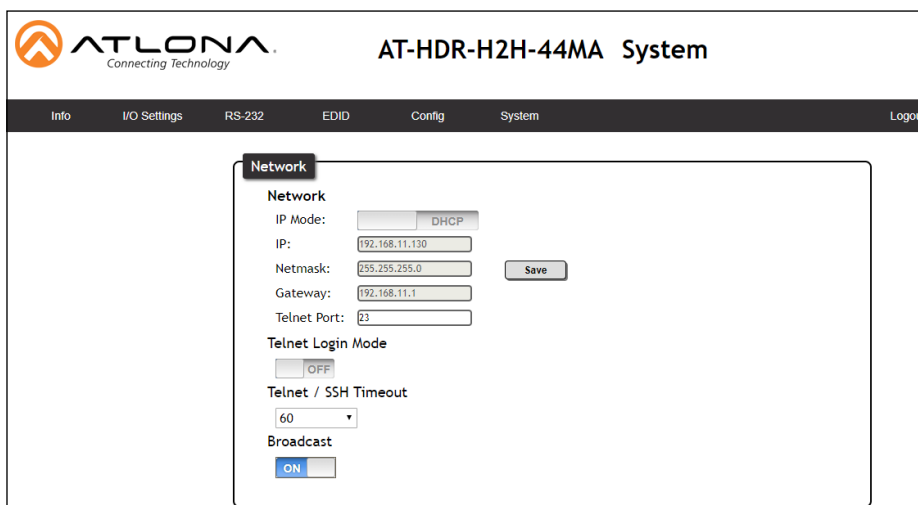 ATLONA.
Connecting Technology
AT-HDR-H2H-44MA System
Info I/O Settings RS-232 EDID Config System Logou
Network
Network
IP Mode: DHCP
IP: 192.168.11.130
Netmask: 255.255.255.0 Save
Gateway: 192.168.11.1
Telnet Port: 23
Telnet Login Mode
OFF
Telnet / SSH Timeout
60
Broadcast
ON